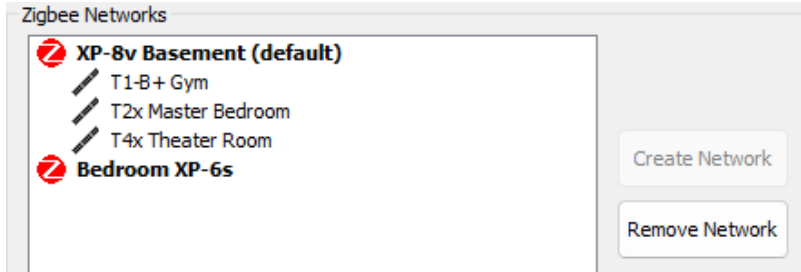 Zigbee Networks
XP-8v Basement (default)
T1-B+ Gym
T2x Master Bedroom
T4x Theater Room
Bedroom XP-6s
Create Network
Remove Network